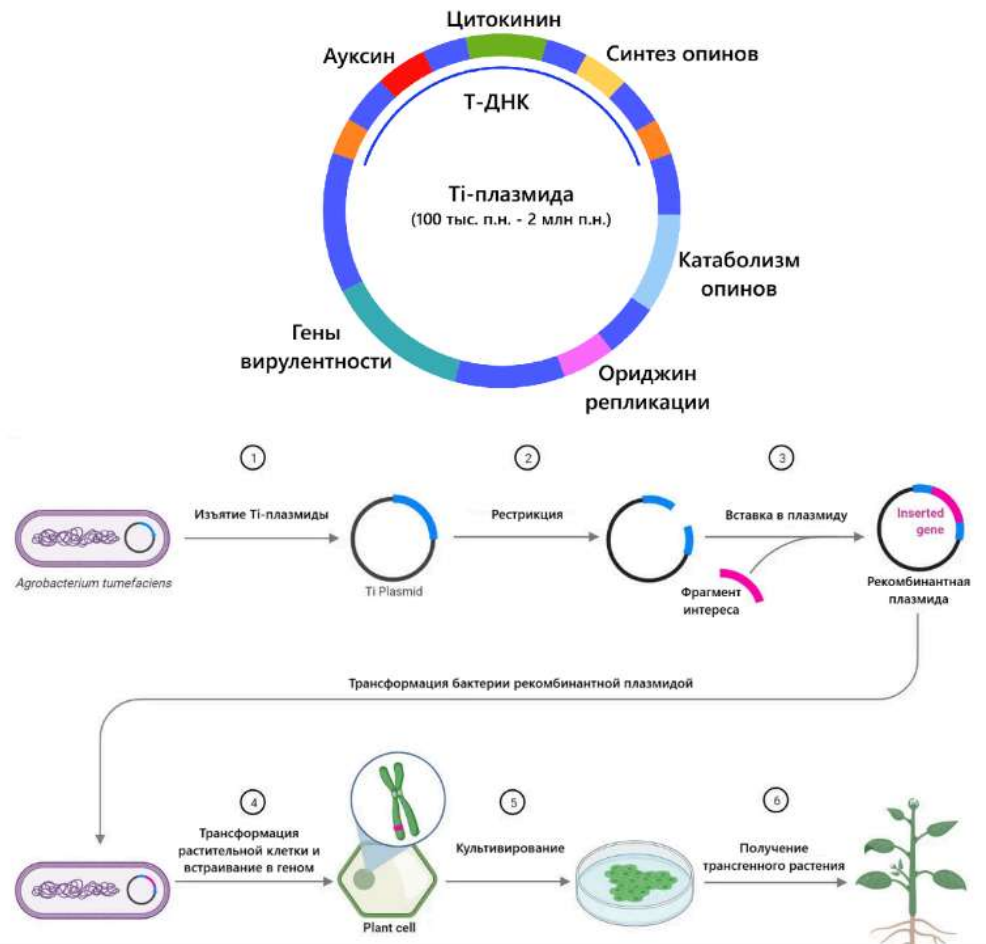 Цитокинин
Ауксин
Синтез опинов
Т-ДНК
Ti-плазмида
(100 тыс. п.н. - 2 млн п.н.)
Катаболизм
опинов
Гены
вирулентности
Ориджин
репликации
1
2
3
Изъятие Ti-плазмиды
Рестрикция
Вставка в плазмиду
Inserted
gene
Agrobacterium tumefaciens
Ti Plasmid
Фрагмент
интереса
Рекомбинантная
плазмида
Трансформация бактерии рекомбинантной плазмидой
4
5
6
Трансформация
растительной клетки и
встраивание в геном
Культивирование
Получение
трансгенного растения
Plant cell